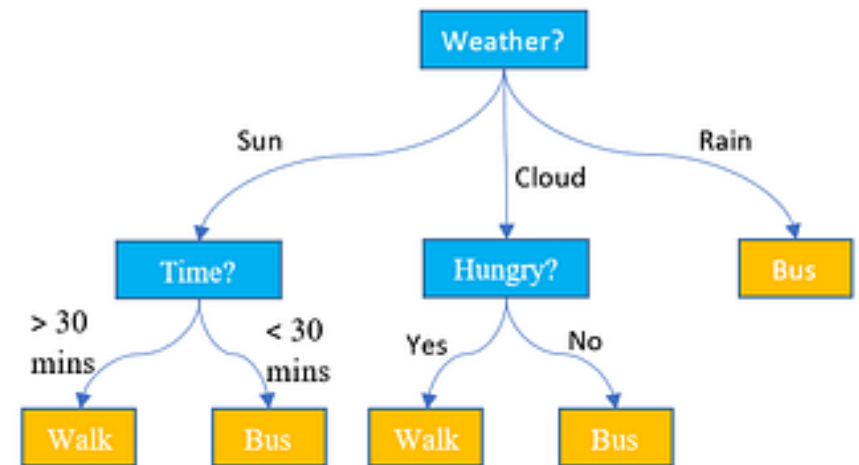 Weather?
Sun
Cloud
Rain
Time?
Hungry?
Bus
> 30
mins
< 30
mins
Yes
No
Walk
Bus
Walk
Bus